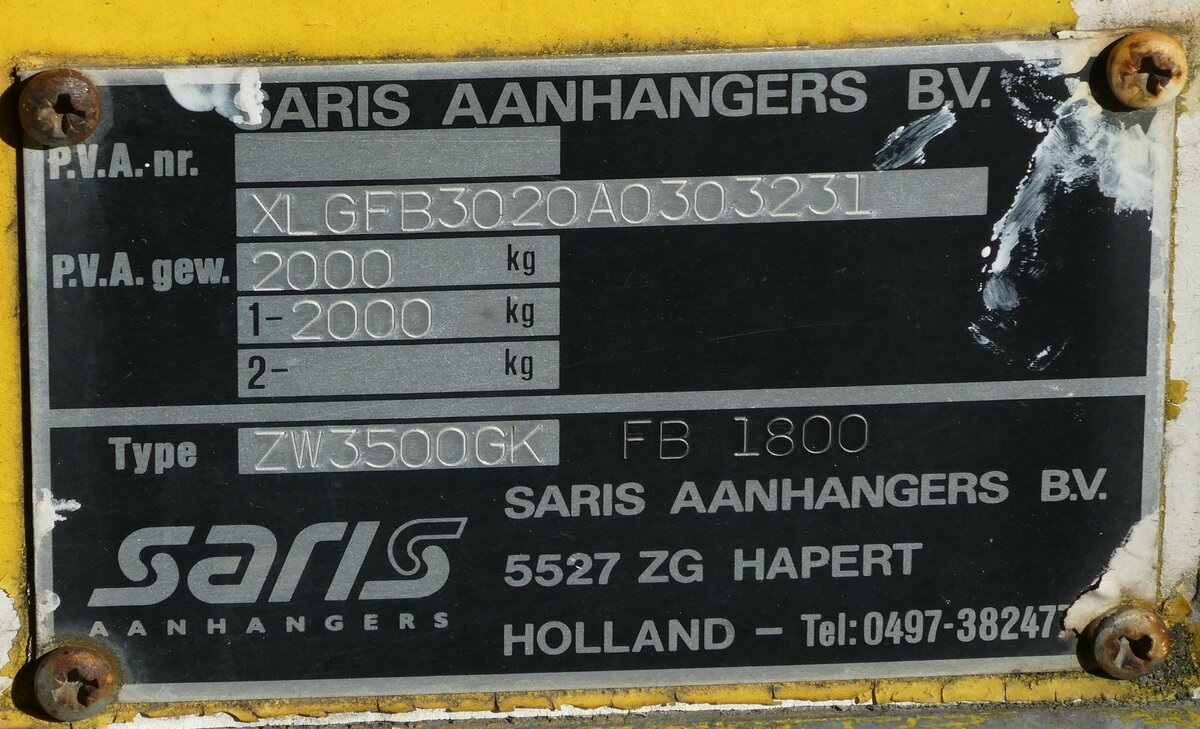 SARIS AANHANGERS BV.
P.V.A. nr.
XLGFB3020A0303231
P.V.A. gew. 2000 kg
1- 2000 kg
2- kg
Type ZW3500GK FB 1800
SARIS AANHANGERS B.V.
5527 ZG HAPERT
HOLLAND - Tel: 0497-382477
saris
AANHANGERS